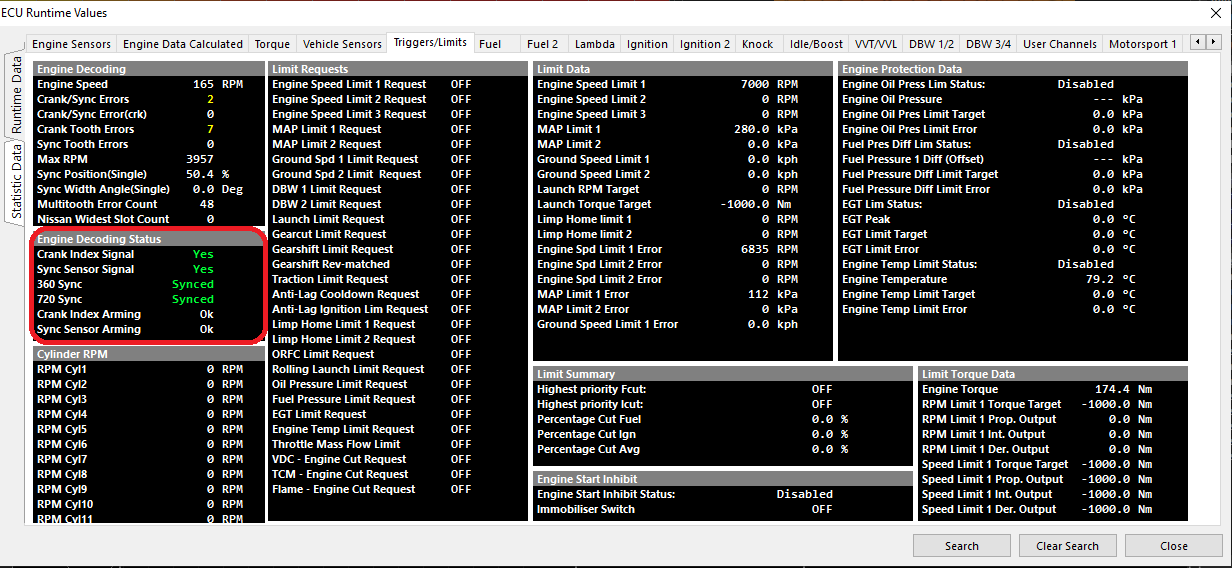 ECU Runtime Values
Engine Sensors Engine Data Calculated Torque Vehicle Sensors Triggers/Limits Fuel Fuel 2 Lambda Ignition Ignition 2 Knock Idle/Boost VVT/VVL DBW 1/2 DBW 3/4 User Channels Motorsport 1
Runtime Data
Statistic Data
Engine Decoding
Engine Speed 165 RPM
Crank/Sync Errors 2
Crank/Sync Error(crk) 0
Crank Tooth Errors 7
Sync Tooth Errors 0
Max RPM 3957
Sync Position(Single) 50.4 %
Sync Width Angle(Single) 0.0 Deg
Multitooth Error Count 48
Nissan Widest Slot Count 0
Engine Decoding Status
Crank Index Signal Yes
Sync Sensor Signal Yes
360 Sync Synced
720 Sync Synced
Crank Index Arming Ok
Sync Sensor Arming Ok
Cylinder RPM
RPM Cyl1 0 RPM
RPM Cyl2 0 RPM
RPM Cyl3 0 RPM
RPM Cyl4 0 RPM
RPM Cyl5 0 RPM
RPM Cyl6 0 RPM
RPM Cyl7 0 RPM
RPM Cyl8 0 RPM
RPM Cyl9 0 RPM
RPM Cyl10 0 RPM
RPM Cyl11 0 RPM
Limit Requests
Engine Speed Limit 1 Request OFF
Engine Speed Limit 2 Request OFF
Engine Speed Limit 3 Request OFF
MAP Limit 1 Request OFF
MAP Limit 2 Request OFF
Ground Spd 1 Limit Request OFF
Ground Spd 2 Limit Request OFF
DBW 1 Limit Request OFF
DBW 2 Limit Request OFF
Launch Limit Request OFF
Gearcut Limit Request OFF
Gearshift Limit Request OFF
Gearshift Rev-matched OFF
Traction Limit Request OFF
Anti-Lag Cooldown Request OFF
Anti-Lag Ignition Lim Request OFF
Limp Home Limit 1 Request OFF
Limp Home Limit 2 Request OFF
ORFC Limit Request OFF
Rolling Launch Limit Request OFF
Oil Pressure Limit Request OFF
Fuel Pressure Limit Request OFF
EGT Limit Request OFF
Engine Temp Limit Request OFF
Throttle Mass Flow Limit OFF
VDC - Engine Cut Request OFF
TCM - Engine Cut Request OFF
Flame - Engine Cut Request OFF
Limit Data
Engine Speed Limit 1 7000 RPM
Engine Speed Limit 2 0 RPM
Engine Speed Limit 3 0 RPM
MAP Limit 1 280.0 kPa
MAP Limit 2 0.0 kPa
Ground Speed Limit 1 0.0 kph
Ground Speed Limit 2 0.0 kph
Launch RPM Target 0 RPM
Launch Torque Target -1000.0 Nm
Limp Home limit 1 0 RPM
Limp Home limit 2 0 RPM
Engine Spd Limit 1 Error 6835 RPM
Engine Spd Limit 2 Error 0 RPM
Engine Spd Limit 2 Error 0 RPM
MAP Limit 1 Error 112 kPa
MAP Limit 2 Error 0 kPa
Ground Speed Limit 1 Error 0.0 kph
Engine Protection Data
Engine Oil Press Lim Status: Disabled
Engine Oil Pressure --- kPa
Engine Oil Pres Limit Target 0.0 kPa
Engine Oil Pres Limit Error 0.0 kPa
Fuel Pres Diff Lim Status: Disabled
Fuel Pressure 1 Diff (Offset) --- kPa
Fuel Pressure Diff Limit Target 0.0 kPa
Fuel Pressure Diff Limit Error 0.0 kPa
EGT Lim Status: Disabled
EGT Peak 0.0 °C
EGT Limit Target 0.0 °C
EGT Limit Error 0.0 °C
Engine Temp Limit Status: Disabled
Engine Temperature 79.2 °C
Engine Temp Limit Target 0.0 °C
Engine Temp Limit Error 0.0 °C
Limit Summary
Highest priority Fcut: OFF
Highest priority Icut: OFF
Percentage Cut Fuel 0.0 %
Percentage Cut Ign 0.0 %
Percentage Cut Avg 0.0 %
Engine Start Inhibit
Engine Start Inhibit Status: Disabled
Immobiliser Switch OFF
Limit Torque Data
Engine Torque 174.4 Nm
RPM Limit 1 Torque Target -1000.0 Nm
RPM Limit 1 Prop. Output 0.0 Nm
RPM Limit 1 Int. Output 0.0 Nm
RPM Limit 1 Der. Output 0.0 Nm
Speed Limit 1 Torque Target -1000.0 Nm
Speed Limit 1 Prop. Output -1000.0 Nm
Speed Limit 1 Int. Output -1000.0 Nm
Speed Limit 1 Der. Output -1000.0 Nm
Search Clear Search Close